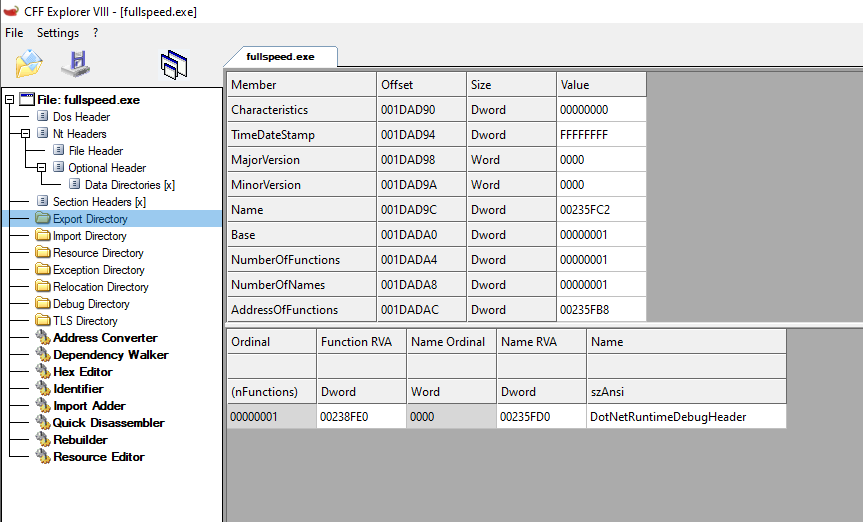 CFF Explorer VIII - [fullspeed.exe]
File Settings ?
fullspeed.exe
File: fullspeed.exe
Dos Header
Nt Headers
File Header
Optional Header
Data Directories [x]
Section Headers [x]
Export Directory
Import Directory
Resource Directory
Exception Directory
Relocation Directory
Debug Directory
TLS Directory
Address Converter
Dependency Walker
Hex Editor
Identifier
Import Adder
Quick Disassembler
Rebuilder
Resource Editor
Member Offset Size Value
Characteristics 001DAD90 Dword 00000000
TimeDateStamp 001DAD94 Dword FFFFFFFF
MajorVersion 001DAD98 Word 0000
MinorVersion 001DAD9A Word 0000
Name 001DAD9C Dword 00235FC2
Base 001DADA0 Dword 00000001
NumberOfFunctions 001DADA4 Dword 00000001
NumberOfNames 001DADA8 Dword 00000001
AddressOfFunctions 001DADAC Dword 00235FB8
Ordinal Function RVA Name Ordinal Name RVA Name
(nFunctions) Dword Word Dword szAnsi
00000001 00238FE0 0000 00235FD0 DotNetRuntimeDebugHeader